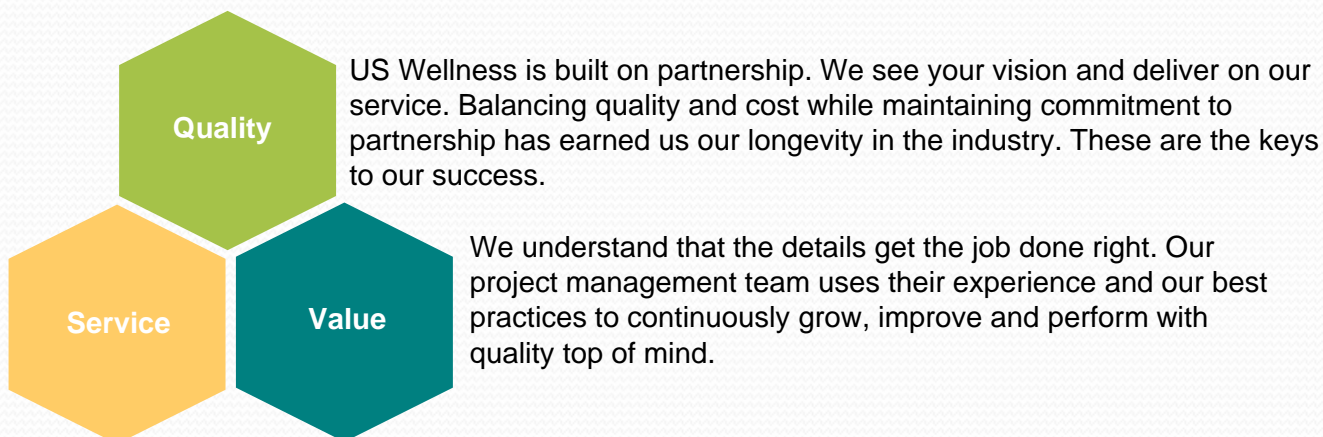 Quality
US Wellness is built on partnership. We see your vision and deliver on our
service. Balancing quality and cost while maintaining commitment to
partnership has earned us our longevity in the industry. These are the keys
to our success.
Service
Value
We understand that the details get the job done right. Our
project management team uses their experience and our best
practices to continuously grow, improve and perform with
quality top of mind.